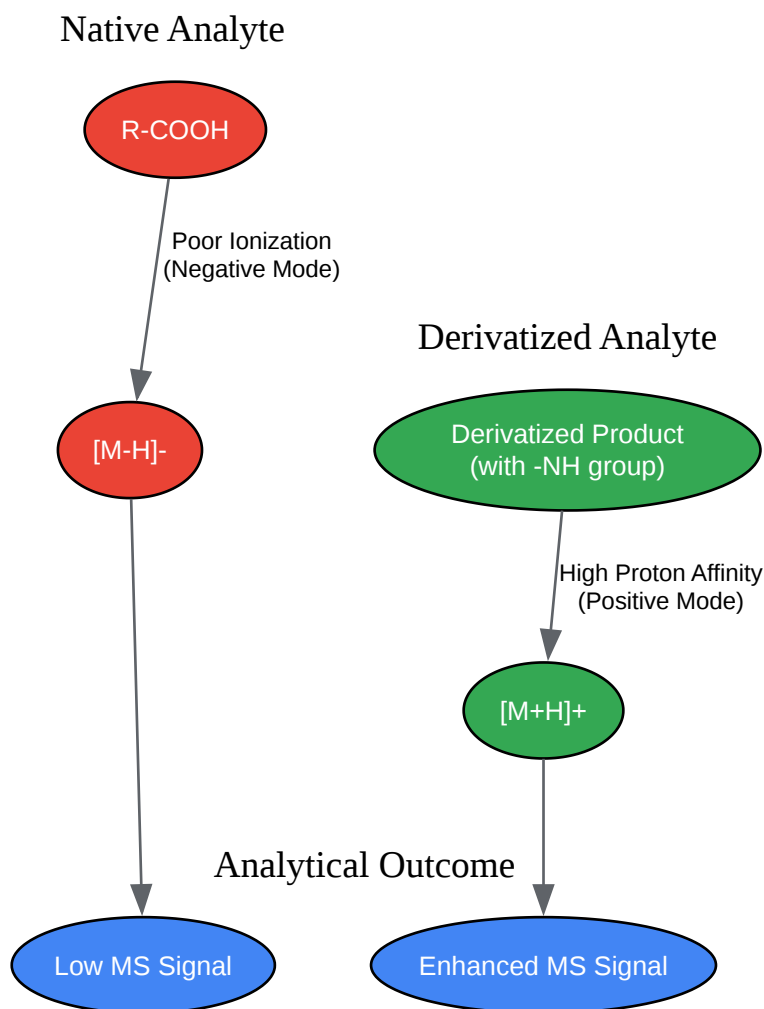 Native Analyte
R-COOH
Poor Ionization
(Negative Mode)
[M-H]-
Derivatized Analyte
Derivatized Product
(with -NH group)
High Proton Affinity
(Positive Mode)
[M+H]+
Analytical Outcome
Low MS Signal
Enhanced MS Signal